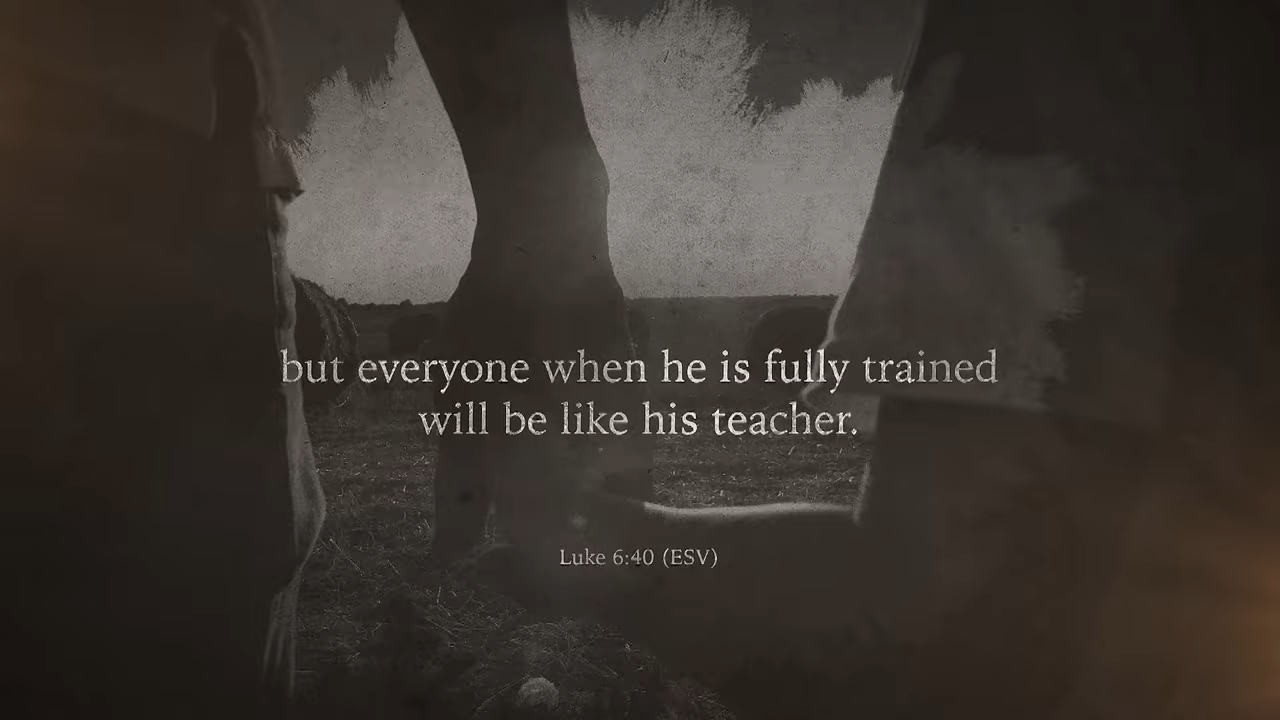 but everyone when he is fully trained
will be like his teacher.
Luke 6:40 (ESV)